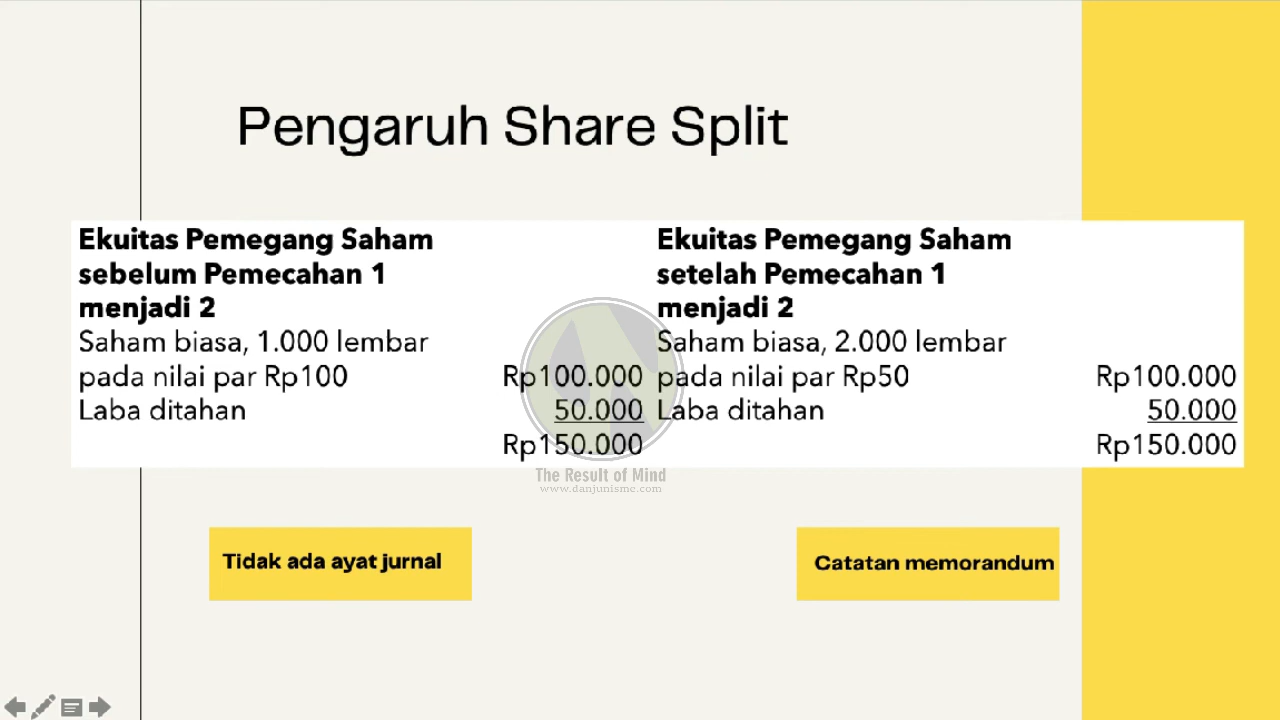 Pengaruh Share Split
Ekuitas Pemegang Saham
sebelum Pemecahan 1
menjadi 2
Saham biasa, 1.000 lembar
pada nilai par Rp100 Rp100.000
Laba ditahan 50.000
Rp150.000
Ekuitas Pemegang Saham
setelah Pemecahan 1
menjadi 2
Saham biasa, 2.000 lembar
pada nilai par Rp50 Rp100.000
Laba ditahan 50.000
Rp150.000
The Result of Mind
www.danjunisme.com
Tidak ada ayat jurnal
Catatan memorandum